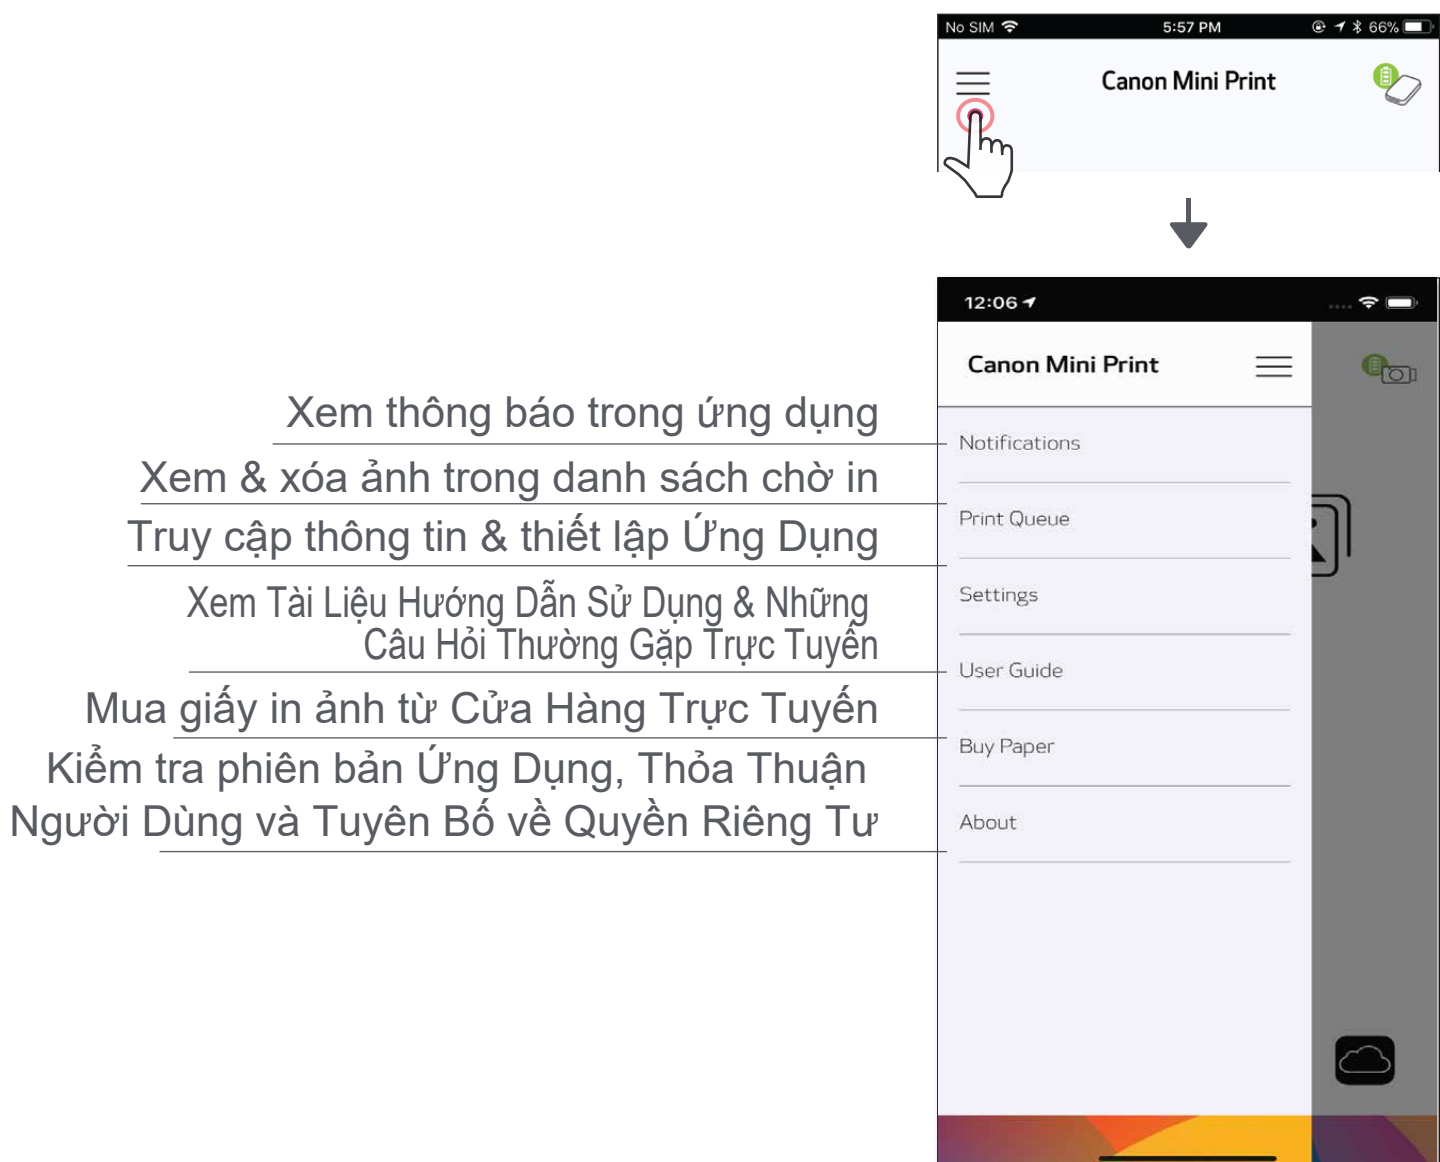 No SIM 5:57 PM 66%
Canon Mini Print
12:06
Canon Mini Print
Xem thông báo trong ứng dụng
Notifications
Xem & xóa ảnh trong danh sách chờ in
Print Queue
Truy cập thông tin & thiết lập Ứng Dụng
Settings
Xem Tài Liệu Hướng Dẫn Sử Dụng & Những
Câu Hỏi Thường Gặp Trực Tuyến
User Guide
Mua giấy in ảnh từ Cửa Hàng Trực Tuyến
Buy Paper
Kiểm tra phiên bản Ứng Dụng, Thỏa Thuận
Người Dùng và Tuyên Bố về Quyền Riêng Tư
About